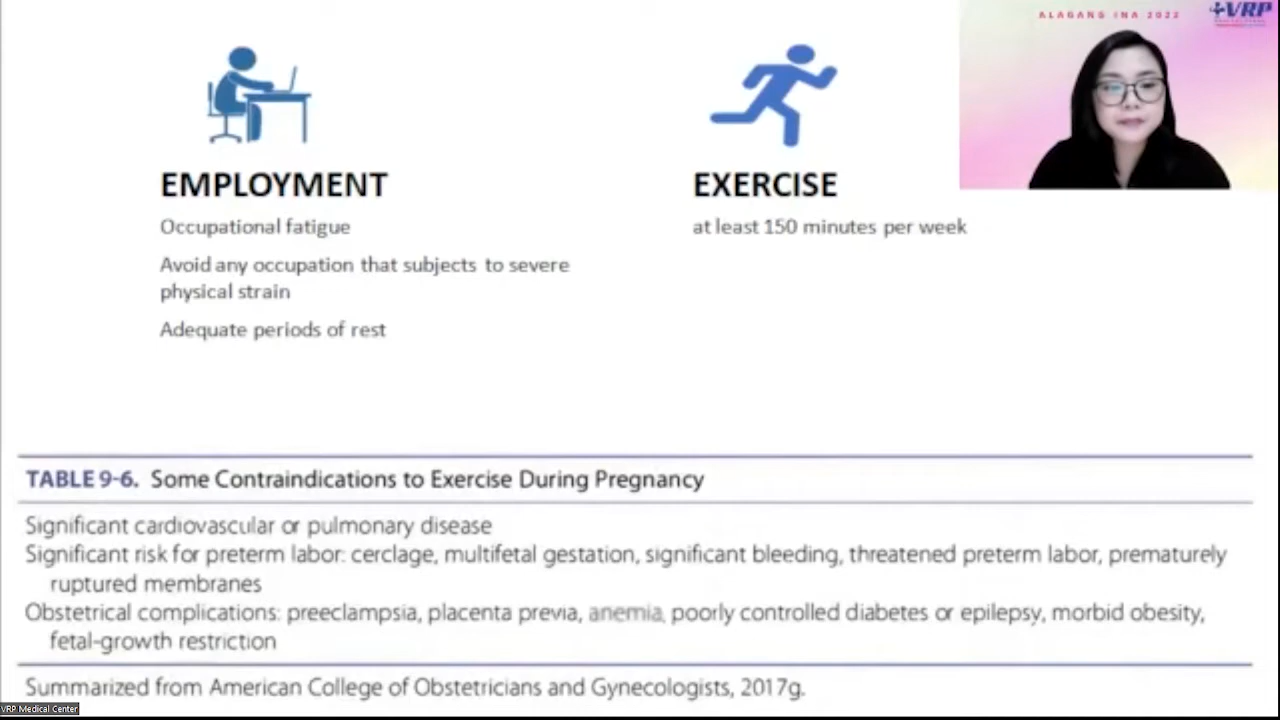 ALAGANG INA 2022
VRP
EMPLOYMENT
Occupational fatigue
Avoid any occupation that subjects to severe
physical strain
Adequate periods of rest
EXERCISE
at least 150 minutes per week
TABLE 9-6. Some Contraindications to Exercise During Pregnancy
Significant cardiovascular or pulmonary disease
Significant risk for preterm labor: cerclage, multifetal gestation, significant bleeding, threatened preterm labor, prematurely
ruptured membranes
Obstetrical complications: preeclampsia, placenta previa, anemia, poorly controlled diabetes or epilepsy, morbid obesity,
fetal-growth restriction
Summarized from American College of Obstetricians and Gynecologists, 2017g.
VRP Medical Center